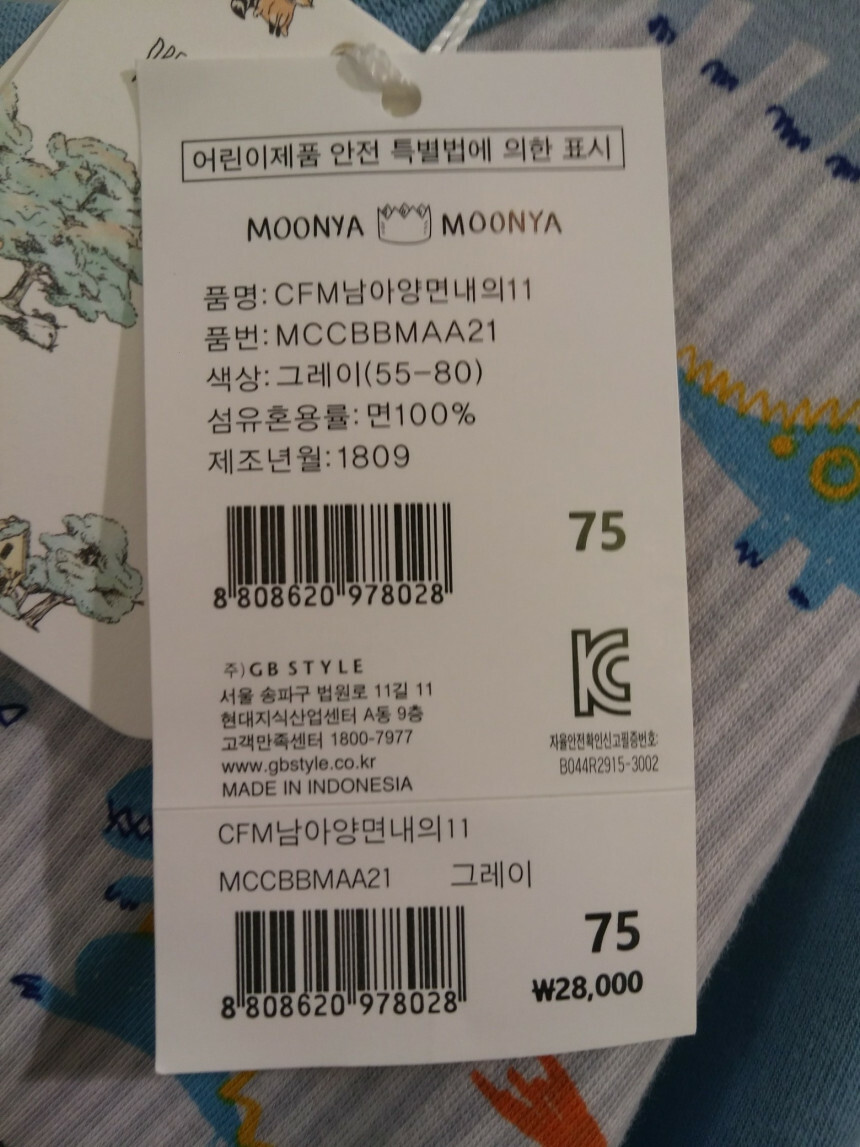 어린이제품 안전 특별법에 의한 표시
MOONYA MOONYA
품명: CFM남아양면내의11
품번: MCCBBMAA21
색상: 그레이(55-80)
섬유혼용률: 면100%
제조년월: 1809
75
8 808620 978028
주) GB STYLE
서울 송파구 법원로 11길 11
현대지식산업센터 A동 9층
고객만족센터 1800-7977
www.gbstyle.co.kr
MADE IN INDONESIA
자율안전확인신고필증번호:
B044R2915-3002
CFM남아양면내의11
MCCBBMAA21 그레이
75
₩28,000
8 808620 978028